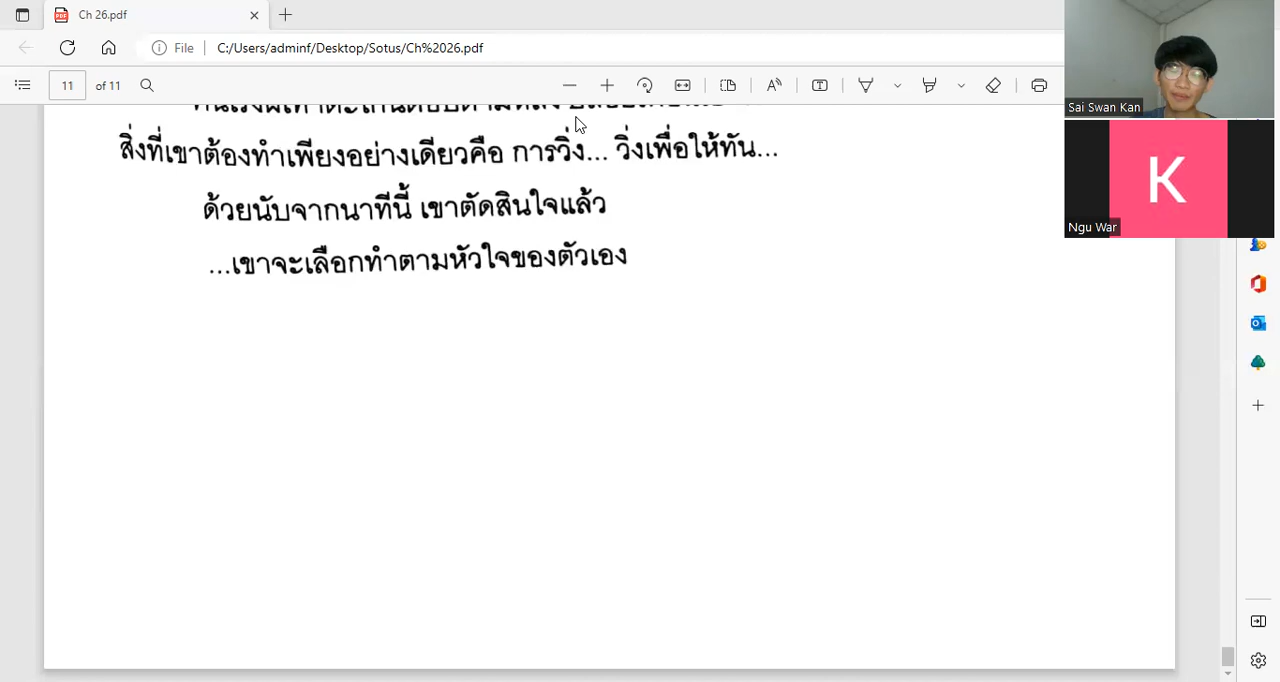 Ch 26.pdf
File
C:/Users/adminf/Desktop/Sotus/Ch%2026.pdf
11 of 11
สิ่งที่เขาต้องทำเพียงอย่างเดียวคือ การวิ่ง... วิ่งเพื่อให้ทัน...
ด้วยนับจากนาทีนี้ เขาตัดสินใจแล้ว
...เขาจะเลือกทำตามหัวใจของตัวเอง
Sai Swan Kan
K
Ngu War